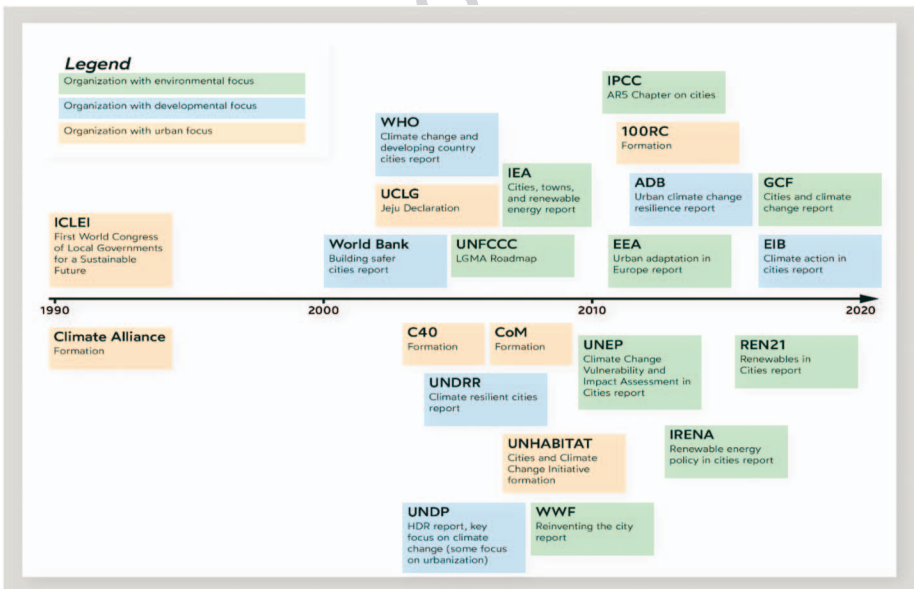 Legend
Organization with environmental focus
Organization with developmental focus
Organization with urban focus
IPCC
AR5 Chapter on cities
WHO
Climate change and
developing country
cities report
100RC
Formation
IEA
Cities, towns,
and renewable
energy report
UCLG
Jeju Declaration
ADB
Urban climate change
resilience report
GCF
Cities and climate
change report
ICLEI
First World Congress
of Local Governments
for a Sustainable
Future
World Bank
Building safer
cities report
UNFCCC
LGMA Roadmap
EEA
Urban adaptation in
Europe report
EIB
Climate action in
cities report
1990
2000
2010
2020
Climate Alliance
Formation
C40
Formation
CoM
Formation
UNEP
Climate Change
Vulnerability and
Impact Assessment in
Cities report
REN21
Renewables in
Cities report
UNDRR
Climate resilient cities
report
UNHABITAT
Cities and Climate
Change Initiative
formation
IRENA
Renewable energy
policy in cities report
UNDP
HDR report, key
focus on climate
change (some focus
on urbanization)
WWF
Reinventing the city
report